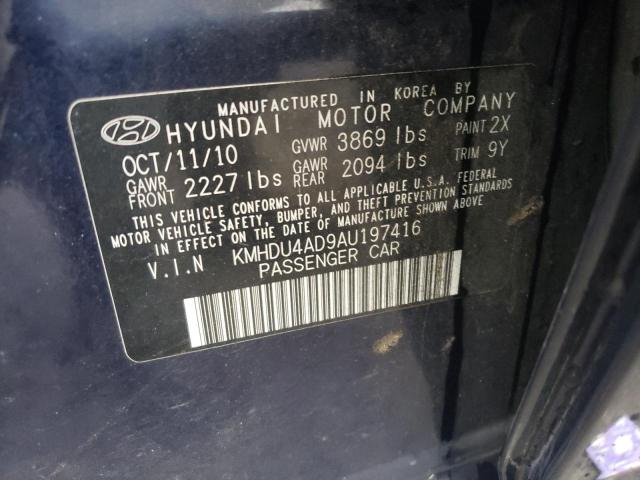 MANUFACTURED IN KOREA BY
HYUNDAI MOTOR COMPANY
OCT/11/10 GVWR 3869 lbs PAINT 2X
GAWR FRONT 2227 lbs GAWR REAR 2094 lbs TRIM 9Y
THIS VEHICLE CONFORMS TO ALL APPLICABLE U.S.A. FEDERAL
MOTOR VEHICLE SAFETY, BUMPER, AND THEFT PREVENTION STANDARDS
IN EFFECT ON THE DATE OF MANUFACTURE SHOWN ABOVE
V.I.N KMHDU4AD9AU197416
PASSENGER CAR